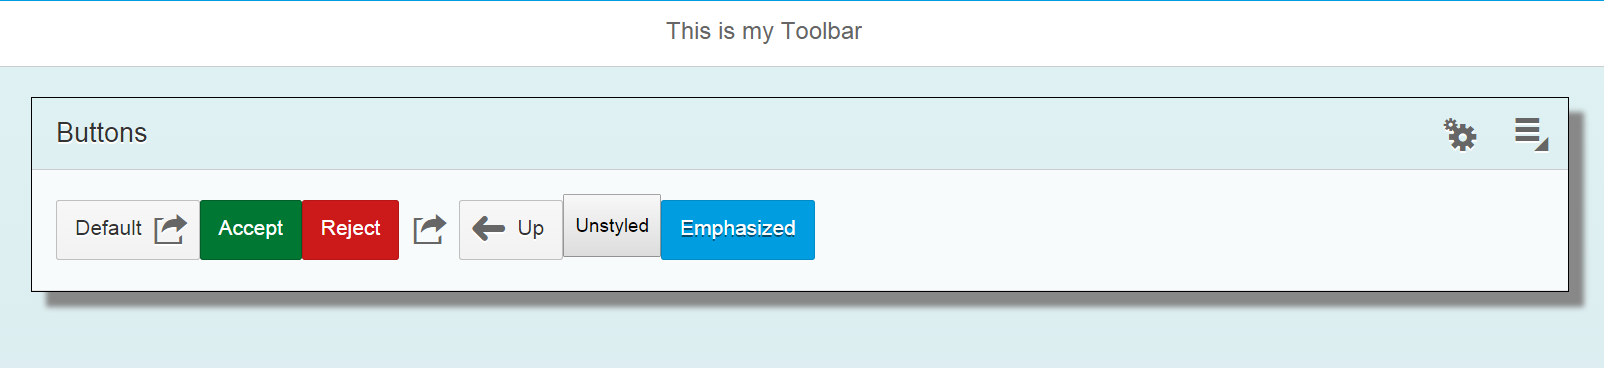 This is my Toolbar
Buttons
Default Accept Reject Up Unstyled Emphasized